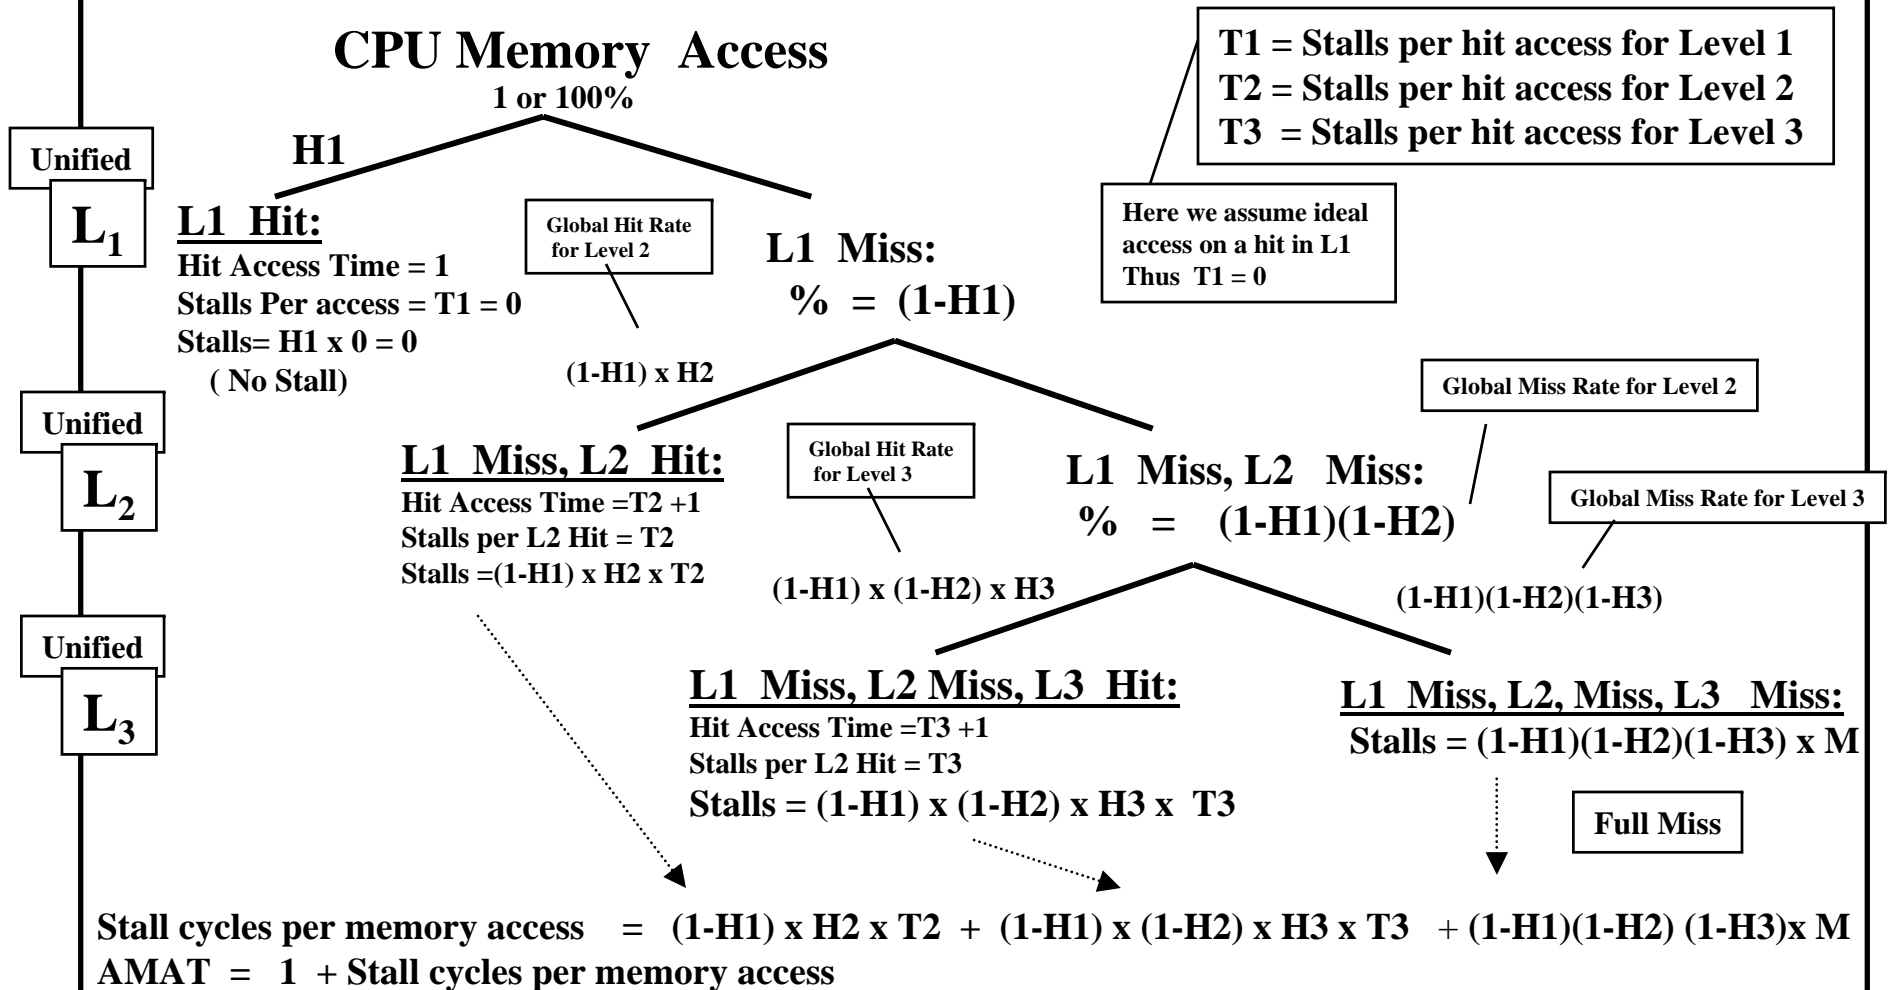 CPU Memory Access
1 or 100%
T1 = Stalls per hit access for Level 1
T2 = Stalls per hit access for Level 2
T3 = Stalls per hit access for Level 3
Here we assume ideal
access on a hit in L1
Thus T1 = 0
Unified
L1
H1
L1 Hit:
Hit Access Time = 1
Stalls Per access = T1 = 0
Stalls= H1 x 0 = 0
( No Stall)
Global Hit Rate
for Level 2
(1-H1) x H2
L1 Miss:
% = (1-H1)
Unified
L2
L1 Miss, L2 Hit:
Hit Access Time =T2 +1
Stalls per L2 Hit = T2
Stalls =(1-H1) x H2 x T2
Global Hit Rate
for Level 3
(1-H1) x (1-H2) x H3
L1 Miss, L2 Miss:
% = (1-H1)(1-H2)
Global Miss Rate for Level 2
Global Miss Rate for Level 3
(1-H1)(1-H2)(1-H3)
Unified
L3
L1 Miss, L2 Miss, L3 Hit:
Hit Access Time =T3 +1
Stalls per L2 Hit = T3
Stalls = (1-H1) x (1-H2) x H3 x T3
L1 Miss, L2, Miss, L3 Miss:
Stalls = (1-H1)(1-H2)(1-H3) x M
Full Miss
Stall cycles per memory access = (1-H1) x H2 x T2 + (1-H1) x (1-H2) x H3 x T3 + (1-H1)(1-H2) (1-H3)x M
AMAT = 1 + Stall cycles per memory access